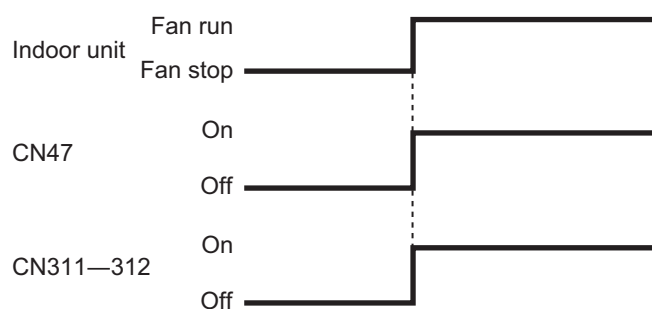 Fan run
Indoor unit
Fan stop
On
CN47
Off
On
CN311—312
Off